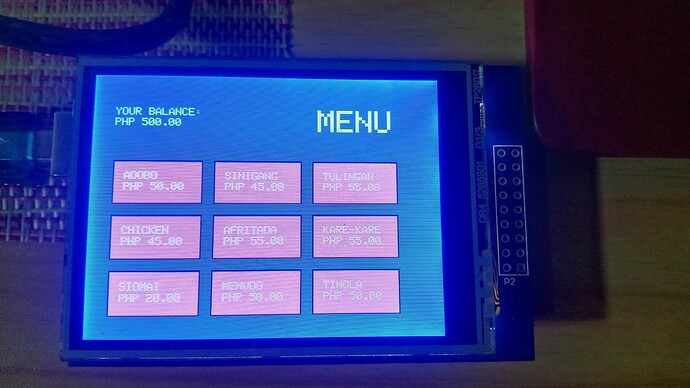 YOUR BALANCE:
PHP 500.00
MENU
ADOBO
PHP 50.00
SINIGANG
PHP 45.00
TULINGAN
PHP 55.00
CHICKEN
PHP 45.00
AFRITADA
PHP 55.00
KARE-KARE
PHP 55.00
SIOMAI
PHP 20.00
MENUDO
PHP 50.00
TINOLA
PHP 50.00
P2